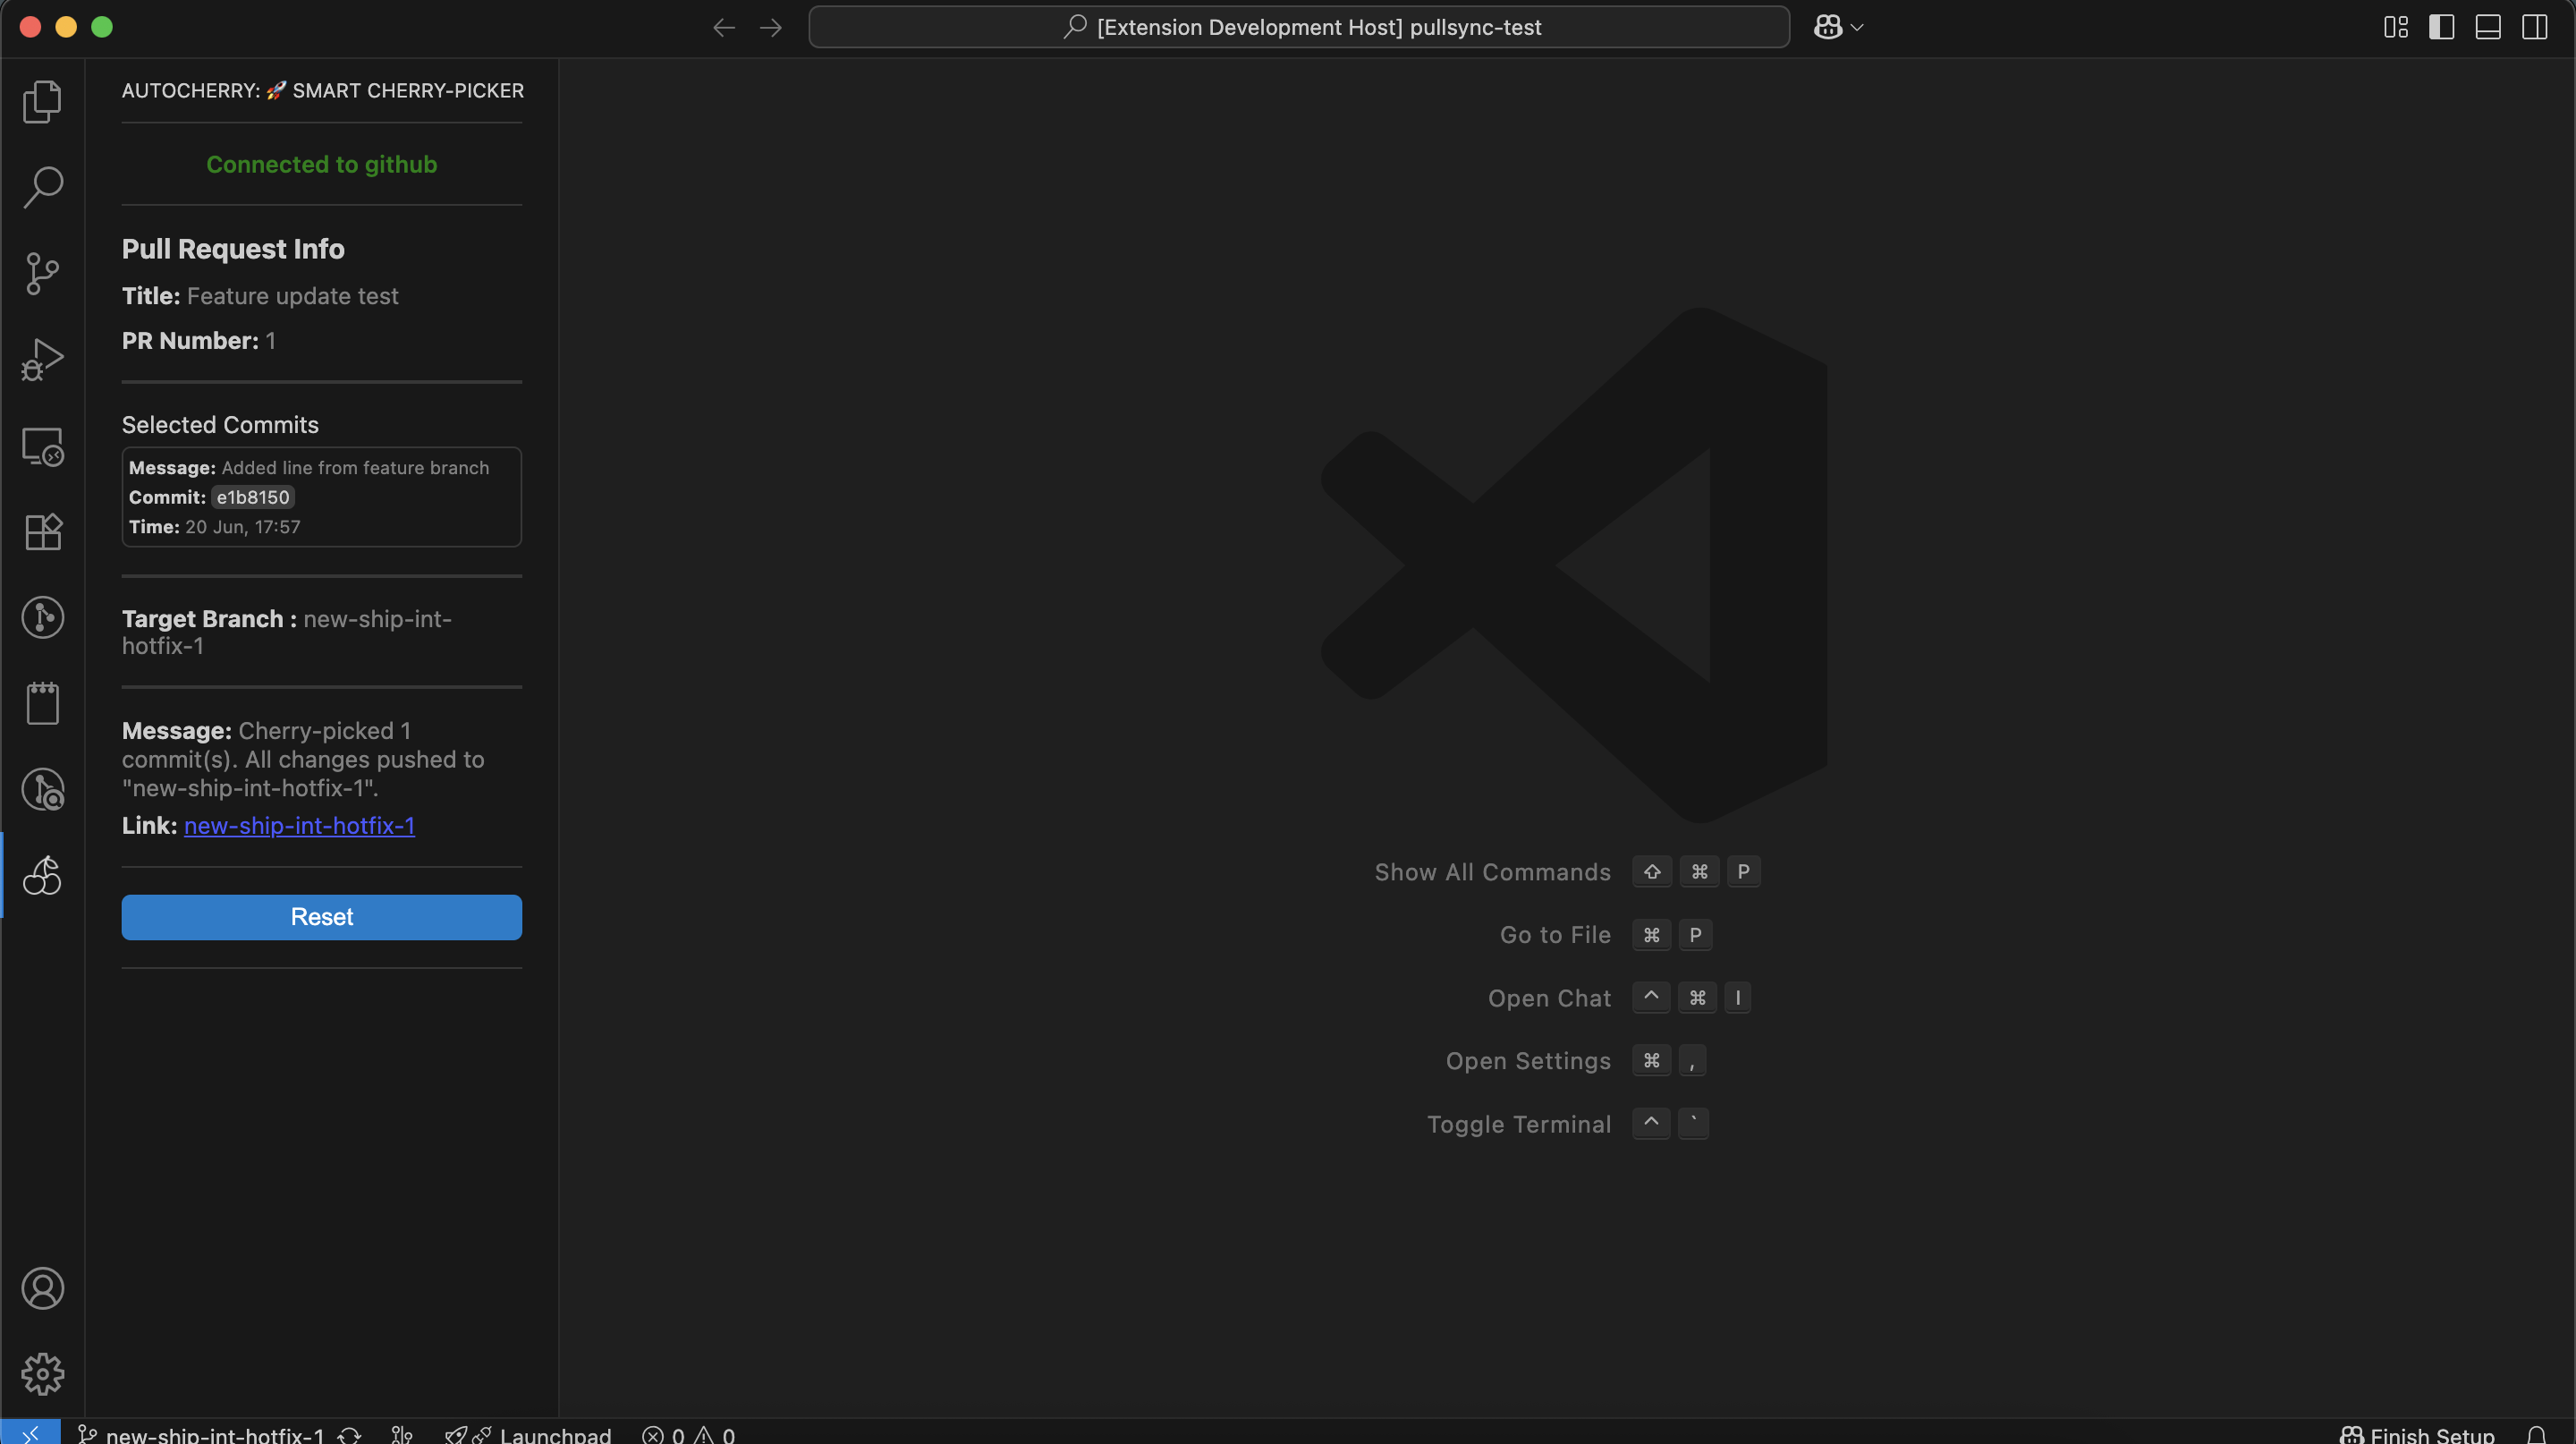 [Extension Development Host] pullsync-test
AUTOCHERRY: 🚀 SMART CHERRY-PICKER
Connected to github
Pull Request Info
Title: Feature update test
PR Number: 1
Selected Commits
Message: Added line from feature branch
Commit: e1b8150
Time: 20 Jun, 17:57
Target Branch : new-ship-int-
hotfix-1
Message: Cherry-picked 1
commit(s). All changes pushed to
"new-ship-int-hotfix-1".
Link: new-ship-int-hotfix-1
Reset
Show All Commands ⇧ ⌘ P
Go to File ⌘ P
Open Chat ^ ⌘ I
Open Settings ⌘ ,
Toggle Terminal ^ `
new-ship-int-hotfix-1 Launchpad 0 0 Finish Setup